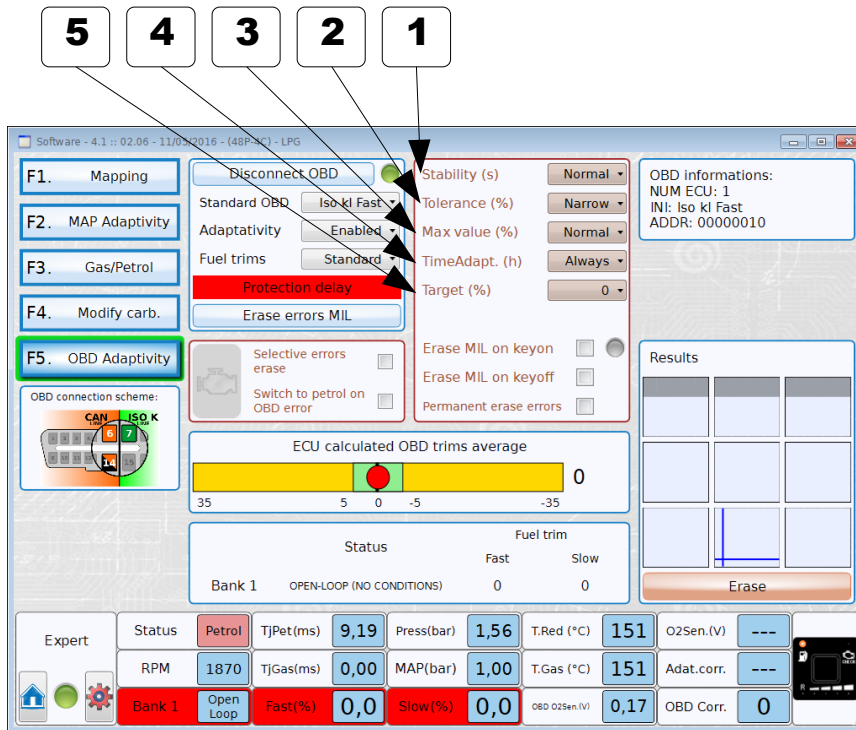 5 4 3 2 1
Software - 4.1 :: 02.06 - 11/05/2016 - (48P-4C) - LPG
F1. Mapping
F2. MAP Adaptivity
F3. Gas/Petrol
F4. Modify carb.
F5. OBD Adaptivity
OBD connection scheme:
CAN LINE
ISO K LINE
6 7
14 15
Disconnect OBD
Standard OBD Iso kl Fast
Adaptativity Enabled
Fuel trims Standard
Protection delay
Erase errors MIL
Selective errors
erase
Switch to petrol on
OBD error
Stability (s) Normal
Tolerance (%) Narrow
Max value (%) Normal
TimeAdapt. (h) Always
Target (%) 0
Erase MIL on keyon
Erase MIL on keyoff
Permanent erase errors
OBD informations:
NUM ECU: 1
INI: Iso kl Fast
ADDR: 00000010
ECU calculated OBD trims average
0
35 5 0 -5 -35
Status
Fuel trim
Fast Slow
Bank 1 OPEN-LOOP (NO CONDITIONS) 0 0
Results
Erase
Expert
Status Petrol TjPet(ms) 9,19 Press(bar) 1,56 T.Red (°C) 151 O2Sen.(V) ---
RPM 1870 TjGas(ms) 0,00 MAP(bar) 1,00 T.Gas (°C) 151 Adat.corr. ---
Bank 1 Open Loop Fast(%) 0,0 Slow(%) 0,0 OBD O2Sen.(V) 0,17 OBD Corr. 0
CHECK
R